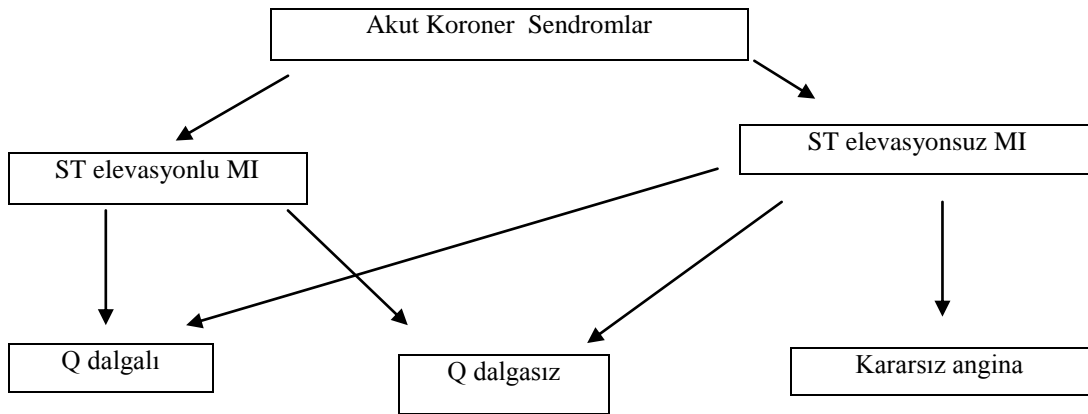 Akut Koroner Sendromlar
ST elevasyonlu MI
ST elevasyonsuz MI
Q dalgalı
Q dalgasız
Kararsız angina